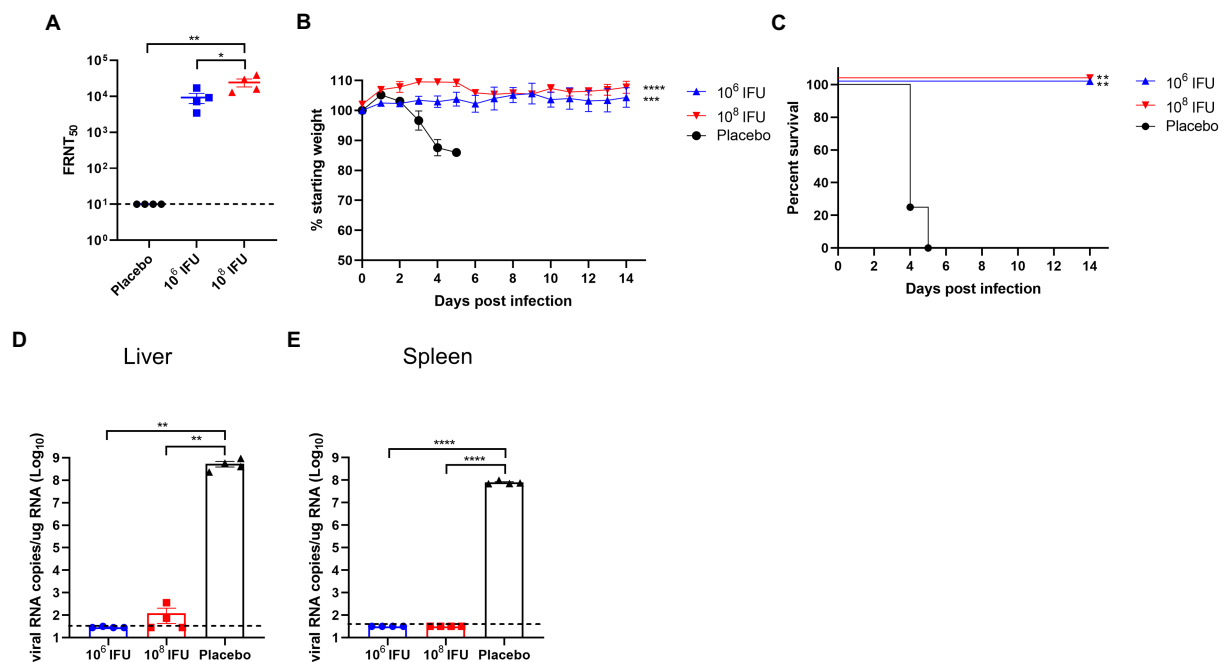 A
**
*
10⁵
10⁴
10³
10²
10¹
10⁰
FRNT₅₀
Placebo
10⁶ IFU
10⁸ IFU
B
110
100
90
80
70
60
50
% starting weight
0 2 4 6 8 10 12 14
Days post infection
****
***
10⁶ IFU
10⁸ IFU
Placebo
C
100
80
60
40
20
0
Percent survival
0 2 4 6 8 10 12 14
Days post infection
**
**
10⁶ IFU
10⁸ IFU
Placebo
D
Liver
**
**
9
8
7
6
5
4
3
2
1
viral RNA copies/ug RNA (Log₁₀)
10⁶ IFU 10⁸ IFU Placebo
E
Spleen
****
****
9
8
7
6
5
4
3
2
1
viral RNA copies/ug RNA (Log₁₀)
10⁶ IFU 10⁸ IFU Placebo